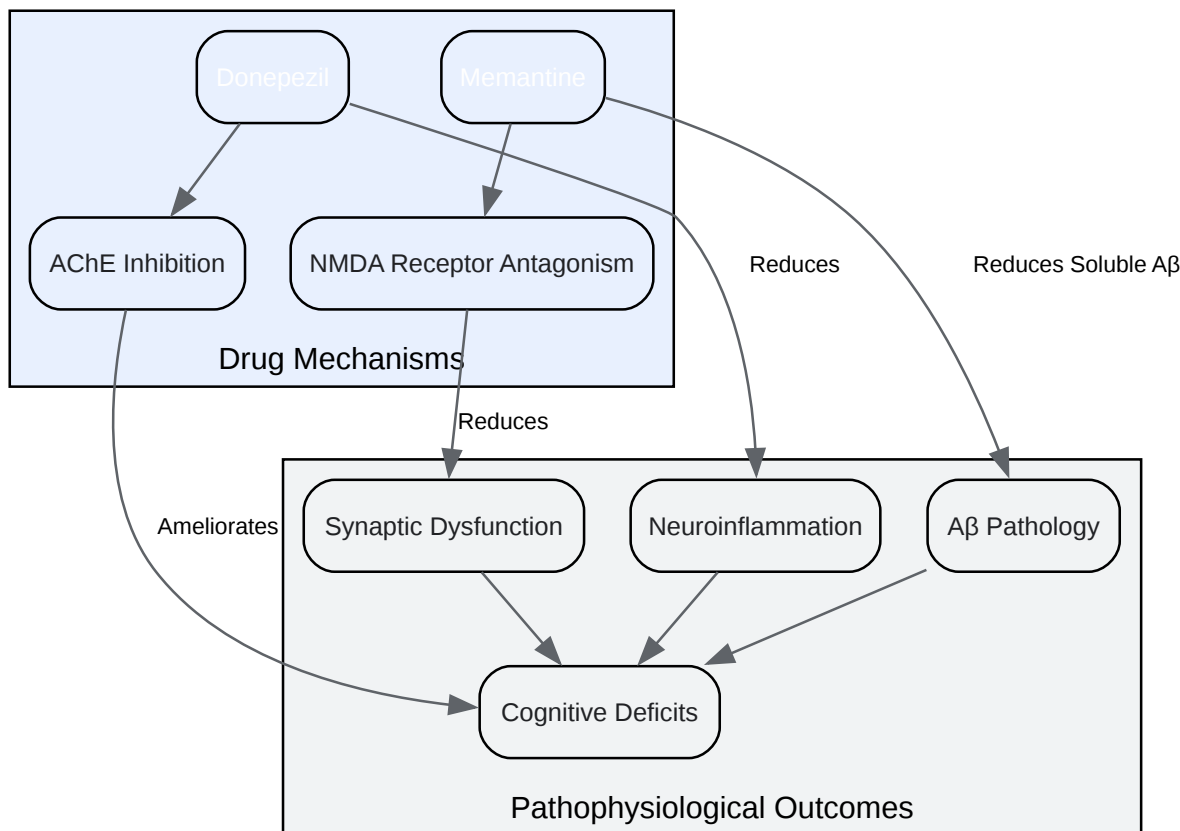 Donepezil
Memantine
AChE Inhibition
NMDA Receptor Antagonism
Reduces
Reduces Soluble Aβ
Drug Mechanisms
Reduces
Ameliorates
Synaptic Dysfunction
Neuroinflammation
Aβ Pathology
Cognitive Deficits
Pathophysiological Outcomes